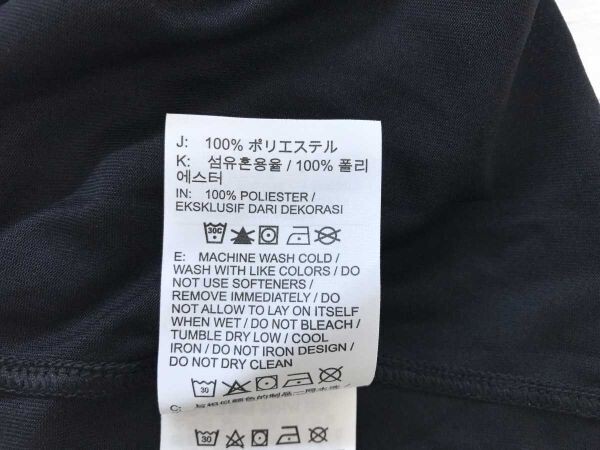 J: 100% ポリエステル
K: 섬유혼용율 / 100% 폴리
에스터
IN: 100% POLIESTER /
EKSKLUSIF DARI DEKORASI
30C
E: MACHINE WASH COLD /
WASH WITH LIKE COLORS / DO
NOT USE SOFTENERS /
REMOVE IMMEDIATELY / DO
NOT ALLOW TO LAY ON ITSELF
WHEN WET / DO NOT BLEACH /
TUMBLE DRY LOW / COOL
IRON / DO NOT IRON DESIGN /
DO NOT DRY CLEAN
30
C:
30